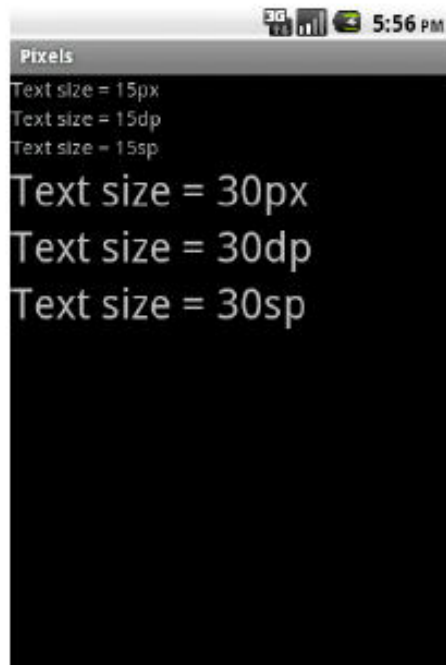 3G 5:56 PM
Pixels
Text size = 15px
Text size = 15dp
Text size = 15sp
Text size = 30px
Text size = 30dp
Text size = 30sp